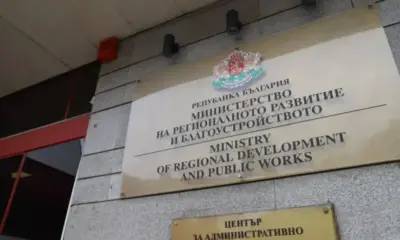 РЕПУБЛИКА БЪЛГАРИЯ
МИНИСТЕРСТВО
НА РЕГИОНАЛНОТО РАЗВИТИЕ
И БЛАГОУСТРОЙСТВОТО
MINISTRY
OF REGIONAL DEVELOPMENT
AND PUBLIC WORKS
ЦЕНТЪР
ЗА АДМИНИСТРАТИВНО